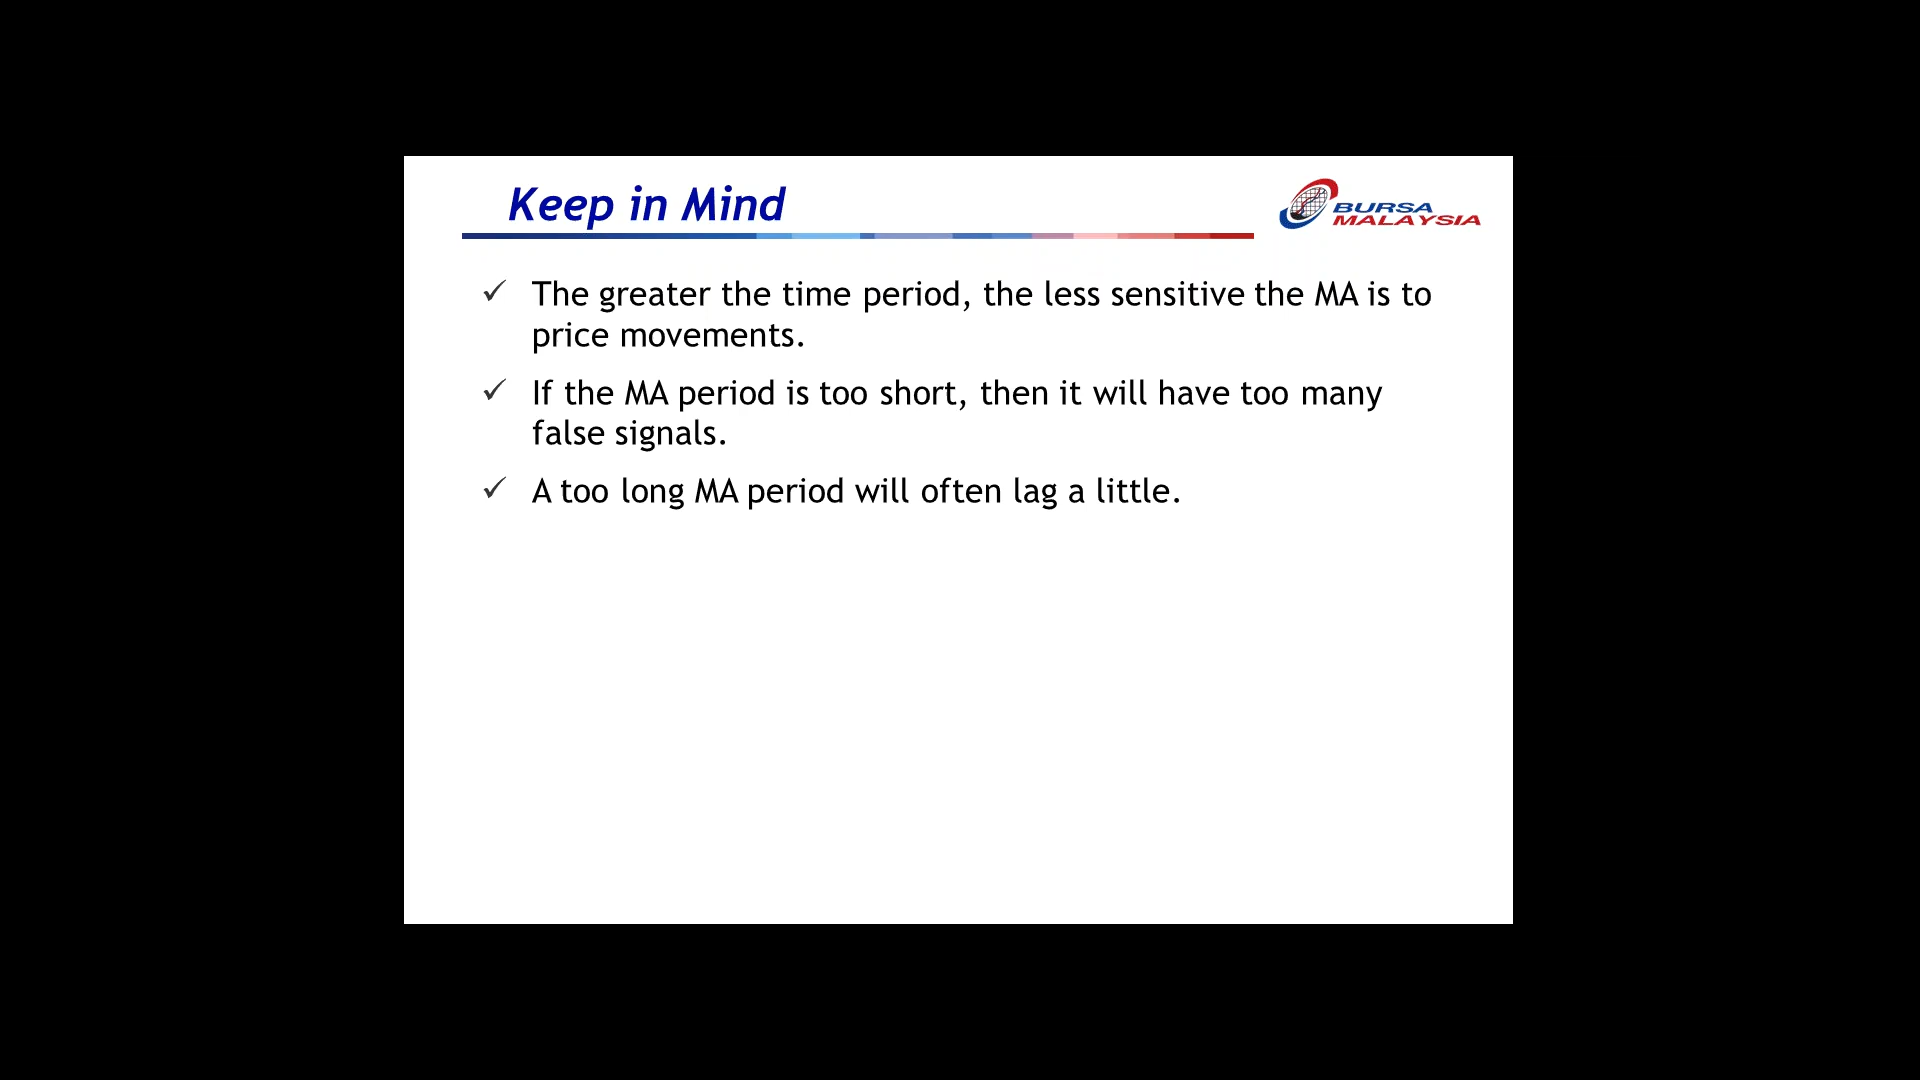 Keep in Mind
BURSA
MALAYSIA
✓ The greater the time period, the less sensitive the MA is to
price movements.
✓ If the MA period is too short, then it will have too many
false signals.
✓ A too long MA period will often lag a little.